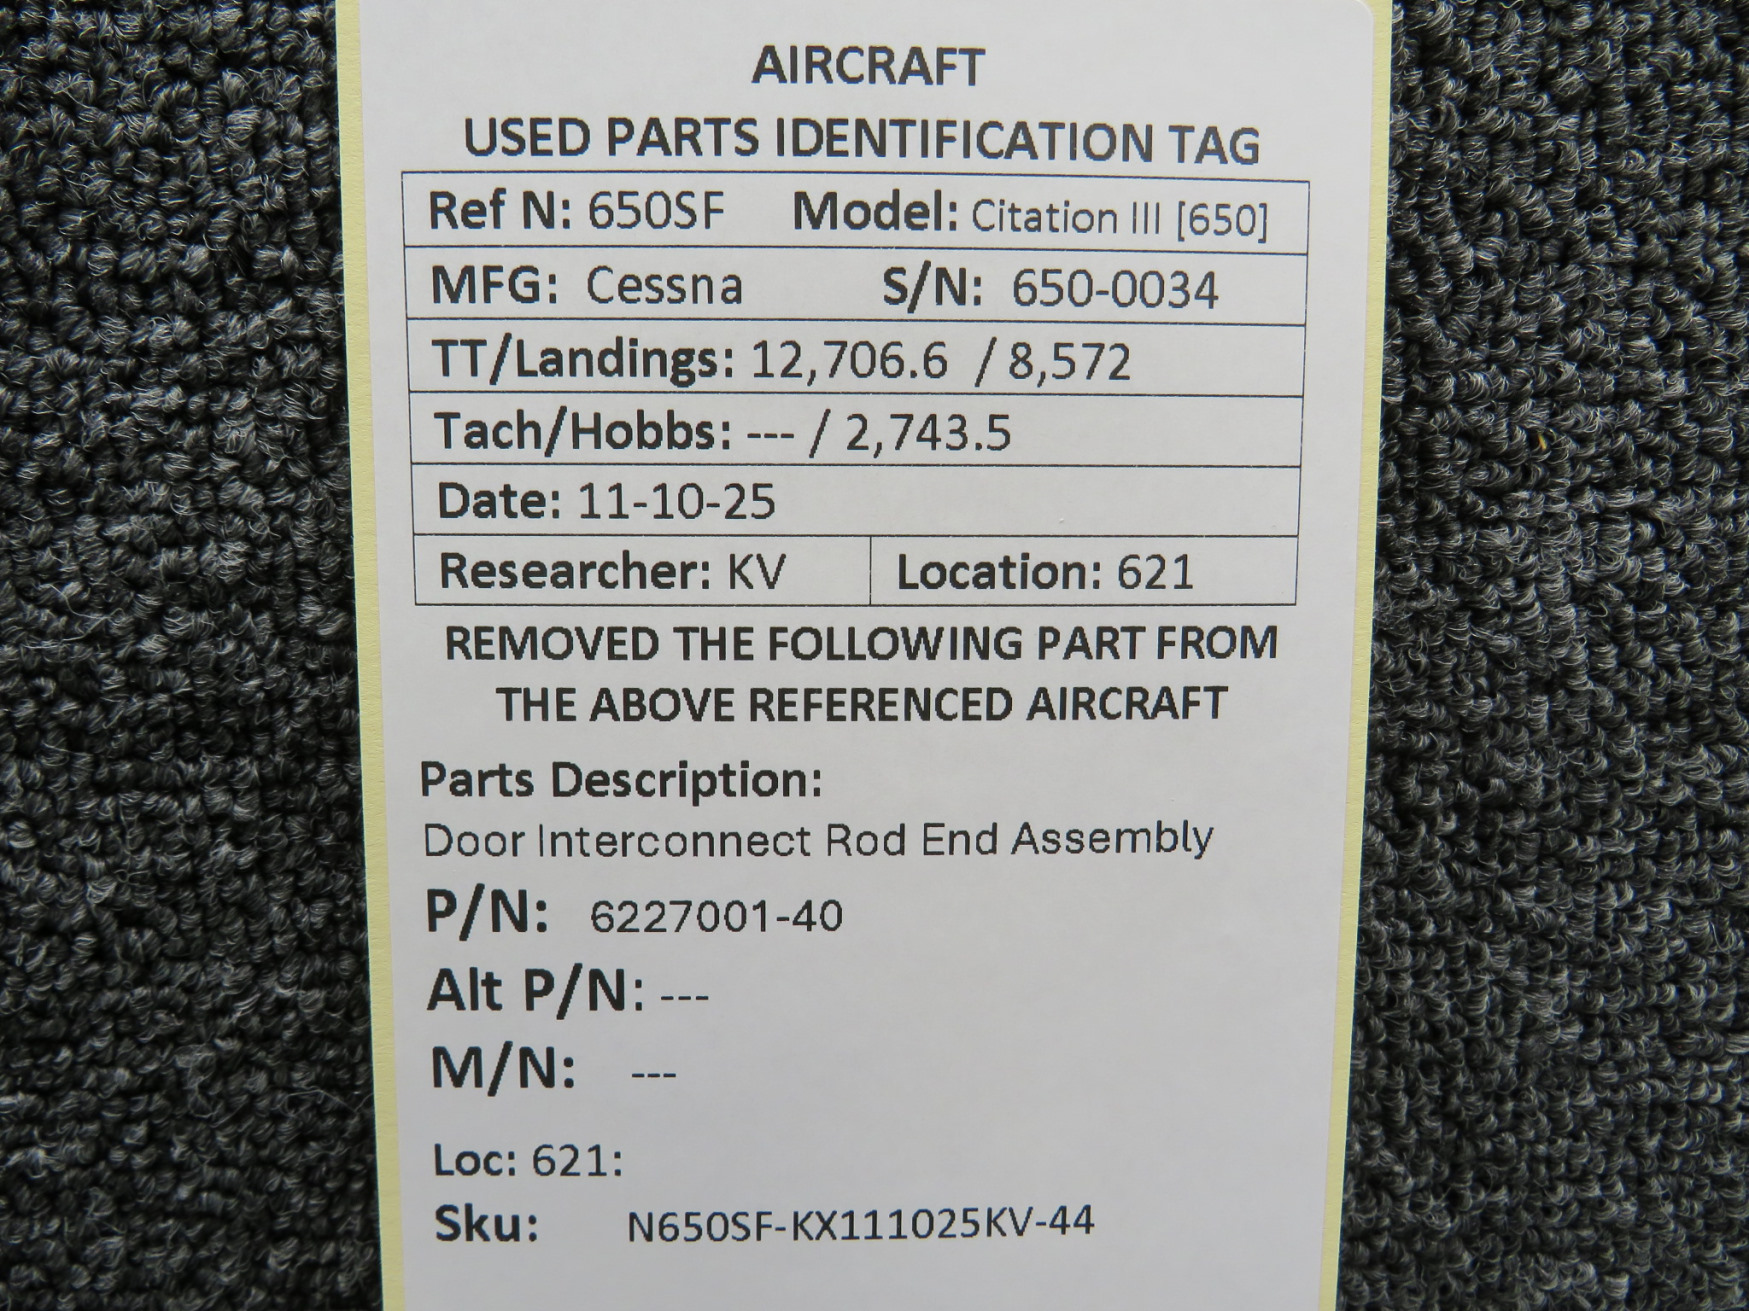 AIRCRAFT
USED PARTS IDENTIFICATION TAG
Ref N: 650SF Model: Citation III [650]
MFG: Cessna S/N: 650-0034
TT/Landings: 12,706.6 / 8,572
Tach/Hobbs: --- / 2,743.5
Date: 11-10-25
Researcher: KV Location: 621
REMOVED THE FOLLOWING PART FROM
THE ABOVE REFERENCED AIRCRAFT
Parts Description:
Door Interconnect Rod End Assembly
P/N: 6227001-40
Alt P/N: ---
M/N: ---
Loc: 621:
Sku: N650SF-KX111025KV-44